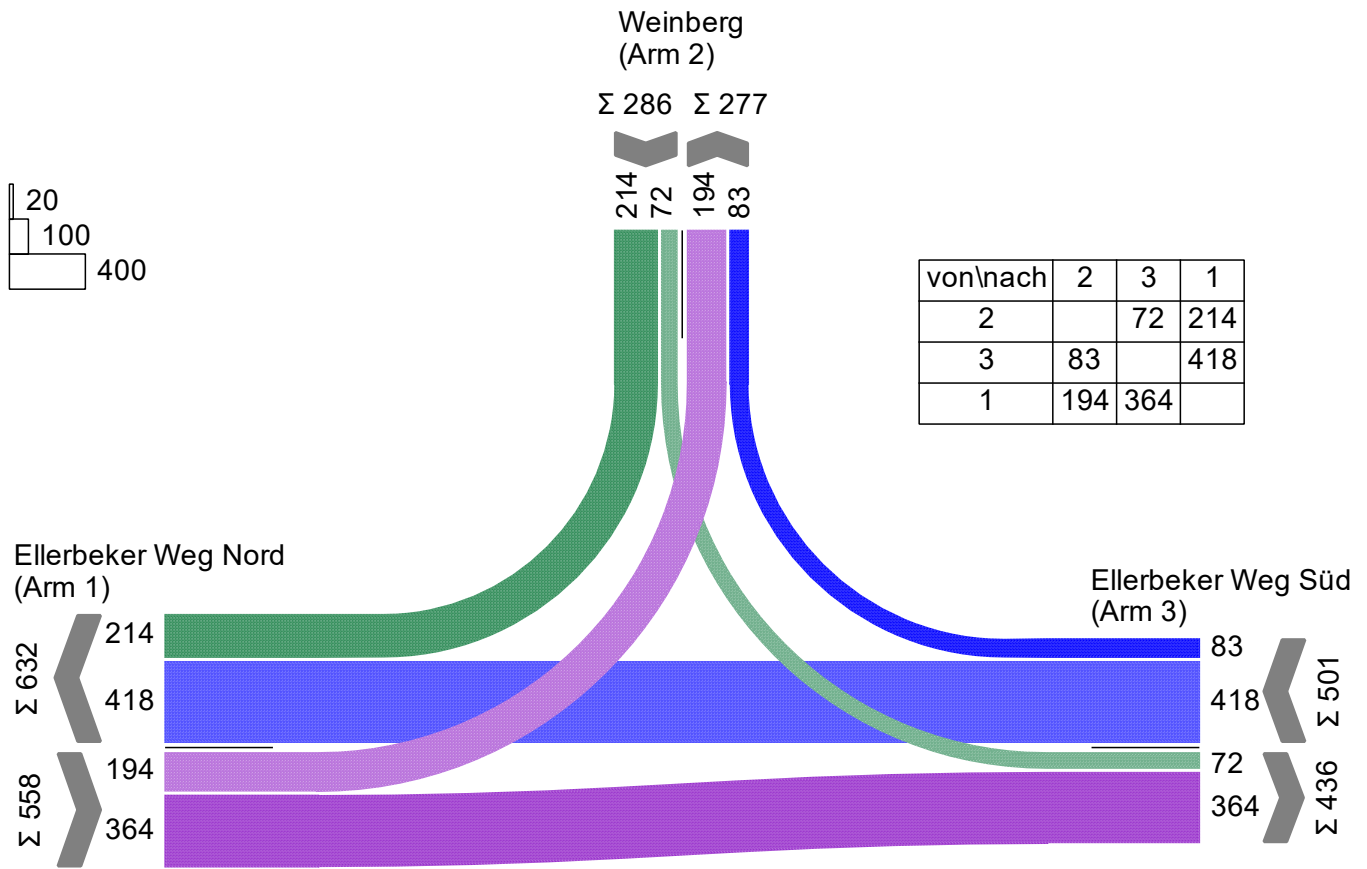 Weinberg
(Arm 2)
Σ 286 Σ 277
214 72 194 83
20
100
400
von\nach 2 3 1
2 72 214
3 83 418
1 194 364
Ellerbeker Weg Nord
(Arm 1)
Σ 632
214
418
Σ 558
194
364
Ellerbeker Weg Süd
(Arm 3)
83
418
Σ 501
72
364
Σ 436